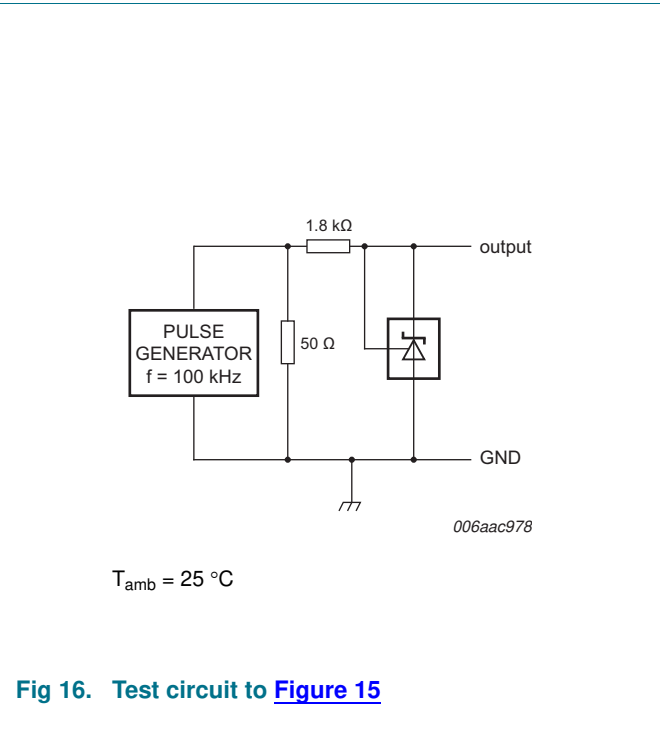 1.8 kΩ
output
PULSE
GENERATOR
f = 100 kHz
50 Ω
GND
006aac978
Tamb = 25 °C
Fig 16. Test circuit to Figure 15